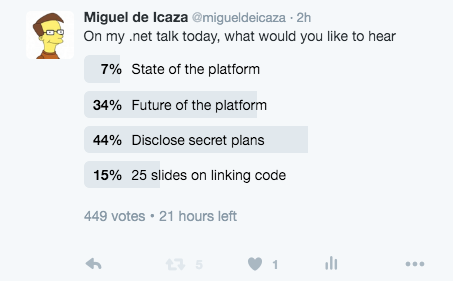 Miguel de Icaza @migueldeicaza · 2h
On my .net talk today, what would you like to hear
7% State of the platform
34% Future of the platform
44% Disclose secret plans
15% 25 slides on linking code
449 votes • 21 hours left
5 1